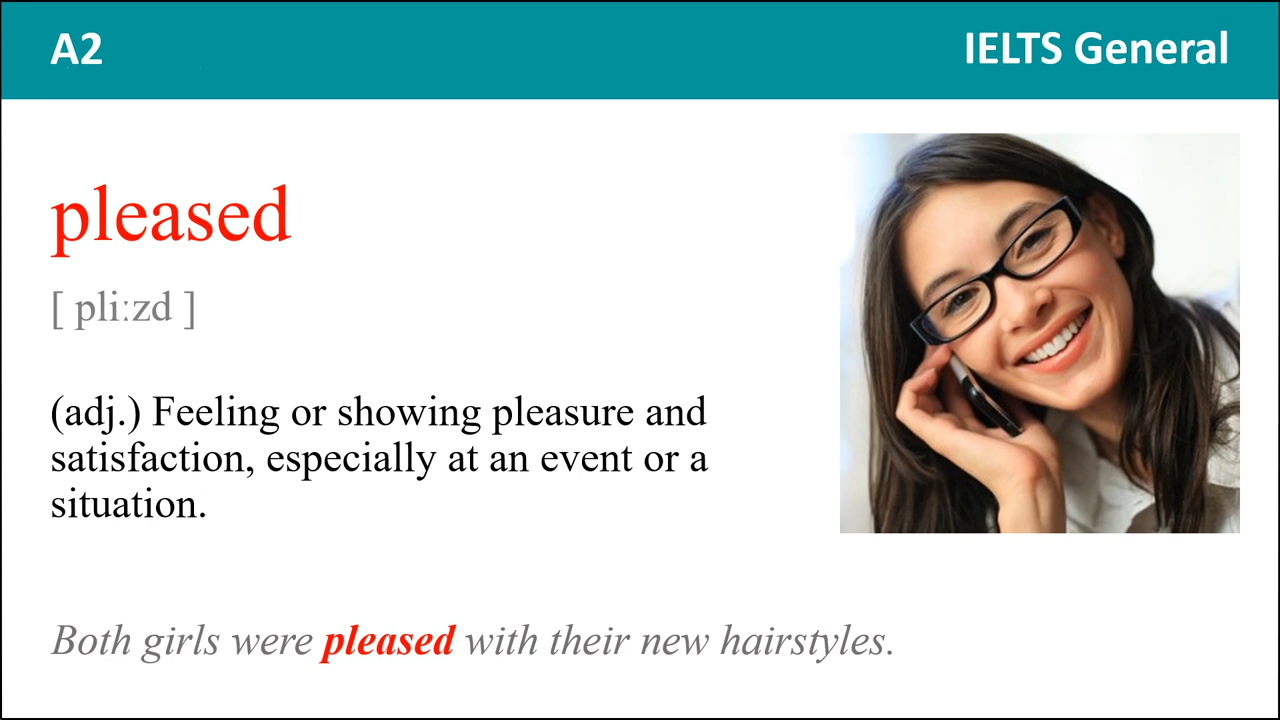 A2
IELTS General
pleased
[ pliːzd ]
(adj.) Feeling or showing pleasure and
satisfaction, especially at an event or a
situation.
Both girls were pleased with their new hairstyles.